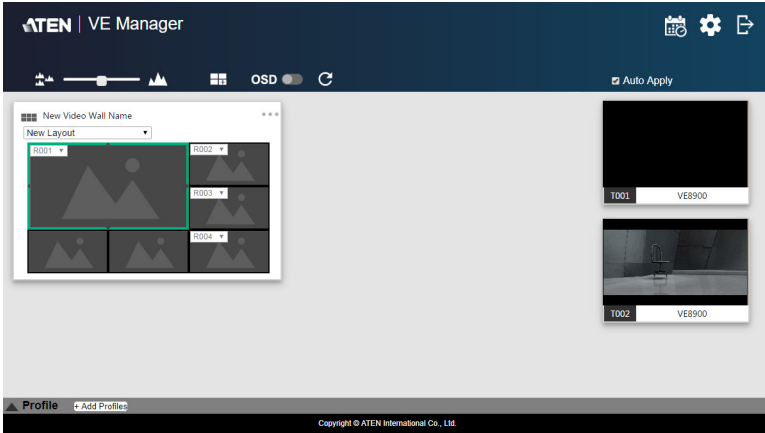 ATEN | VE Manager
OSD
Auto Apply
New Video Wall Name
New Layout
R001
R002
R003
R004
T001 VE8900
T002 VE8900
Profile + Add Profiles
Copyright © ATEN International Co., Ltd.